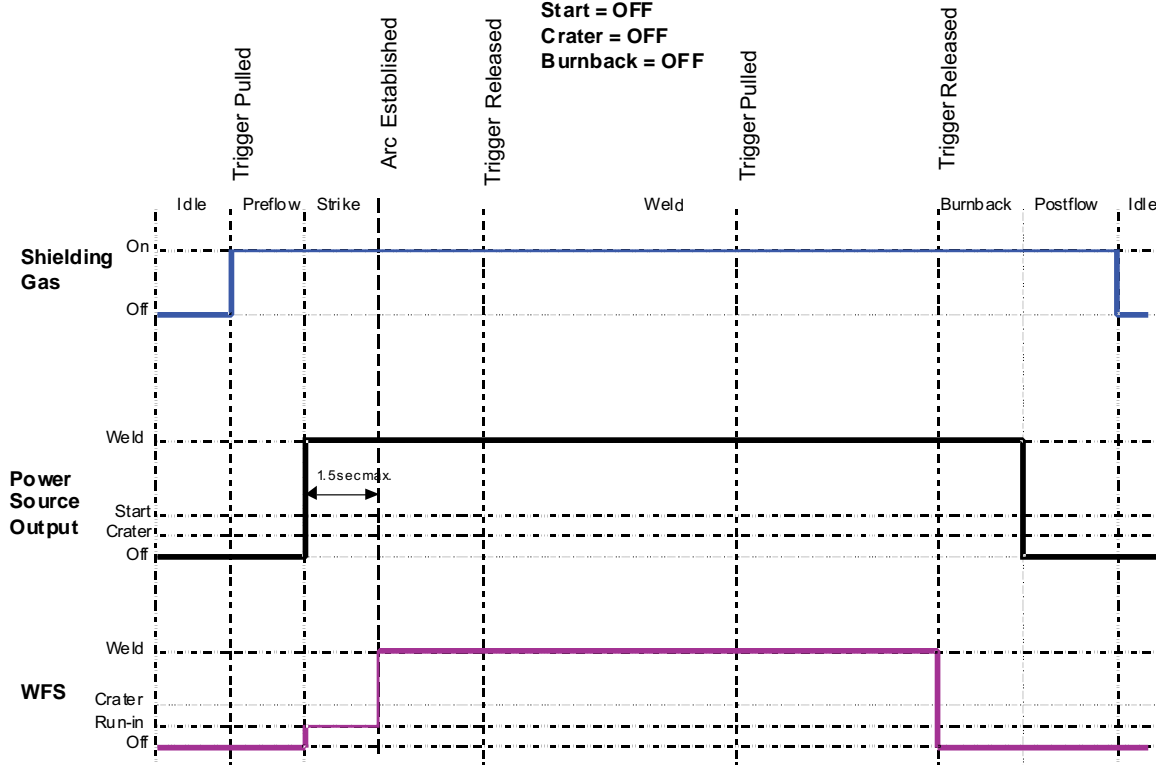 Start = OFF
Crater = OFF
Burnback = OFF
Trigger Pulled
Arc Established
Trigger Released
Trigger Pulled
Trigger Released
Idle
Preflow
Strike
Weld
Burnback
Postflow
Idle
Shielding
Gas
On
Off
Power
Source
Output
Weld
1.5secmax.
Start
Crater
Off
WFS
Weld
Crater
Run-in
Off